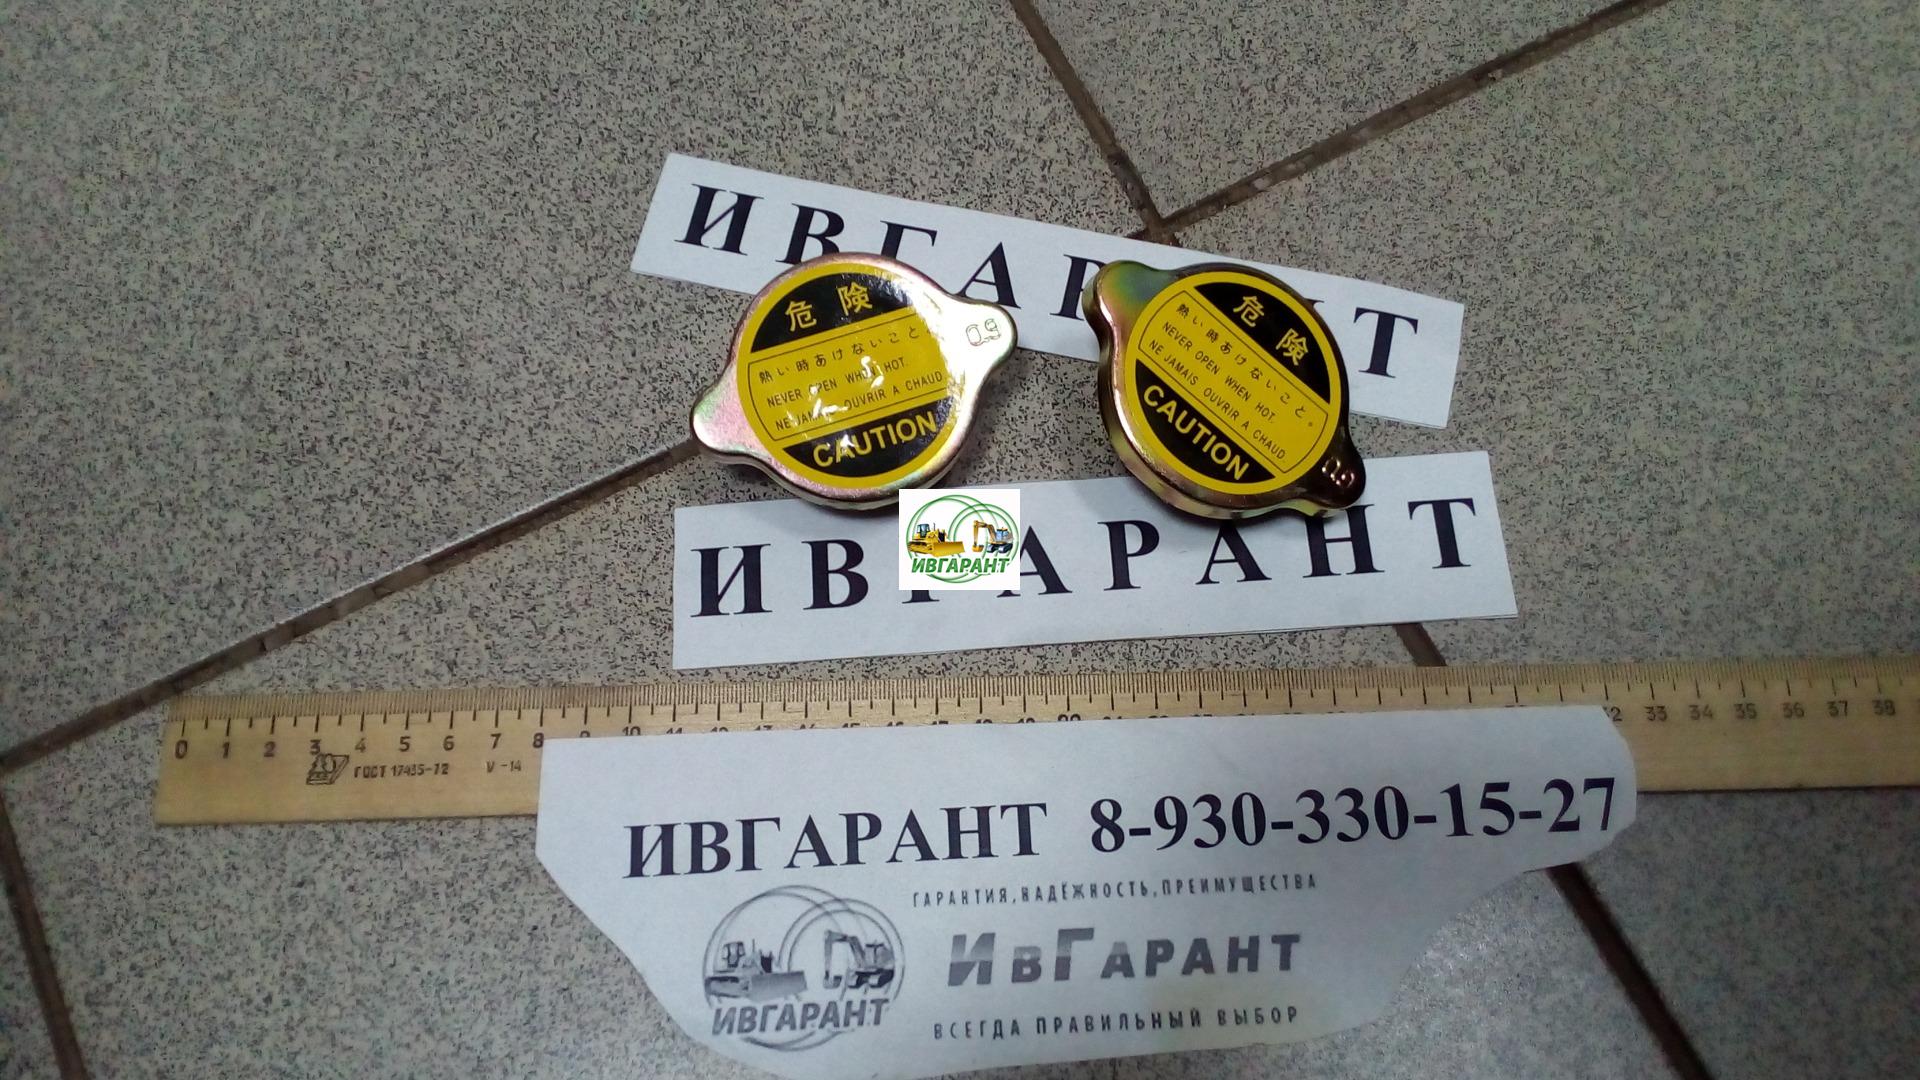 ИВГАРАНТ
危険
熱い時あけないこと
NEVER OPEN WHEN HOT.
NE JAMAIS OUVRIR A CHAUD
CAUTION
0.9
危険
熱い時あけないこと。
NEVER OPEN WHEN HOT.
NE JAMAIS OUVRIR A CHAUD.
CAUTION
0.9
ИВГАРАНТ
ИВГАРАНТ
0 1 2 3 4 5 6 7 8 10 32 33 34 35 36 37 38
ГОСТ 17435-72 V-14
ИВГАРАНТ 8-930-330-15-27
ГАРАНТИЯ,НАДЁЖНОСТЬ,ПРЕИМУЩЕСТВА
ИВГАРАНТ
ИвГАРАНТ
ВСЕГДА ПРАВИЛЬНЫЙ ВЫБОР